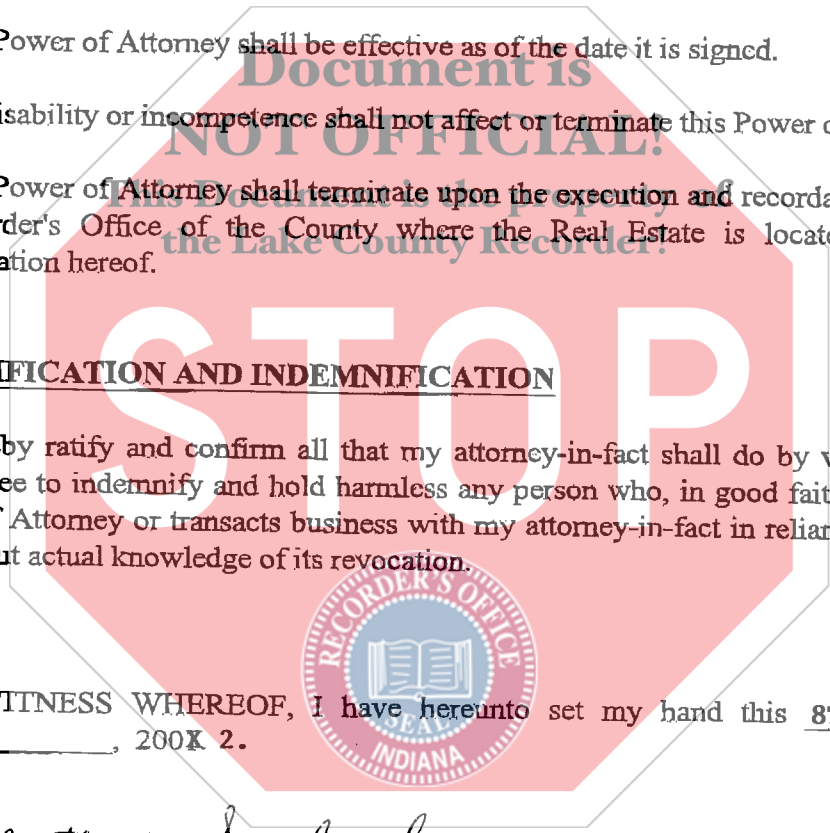 Power of Attorney shall be effective as of the date it is signed.
Document is
isability or incompetence shall not affect or terminate this Power
NOT OFFICIAL!
Power of Attorney shall terminate upon the execution and recorda
This Document is the property of
rder's Office of the County where the Real Estate is locate
the Lake County Recorder!
ation hereof.
STOP
IFICATION AND INDEMNIFICATION
by ratify and confirm all that my attorney-in-fact shall do by v
ee to indemnify and hold harmless any person who, in good fait
Attorney or transacts business with my attorney-in-fact in relian
ut actual knowledge of its revocation.
RECORDER'S OFFICE
SEAL
INDIANA
ITNESS WHEREOF, I have hereunto set my hand this 8
, 200X 2.